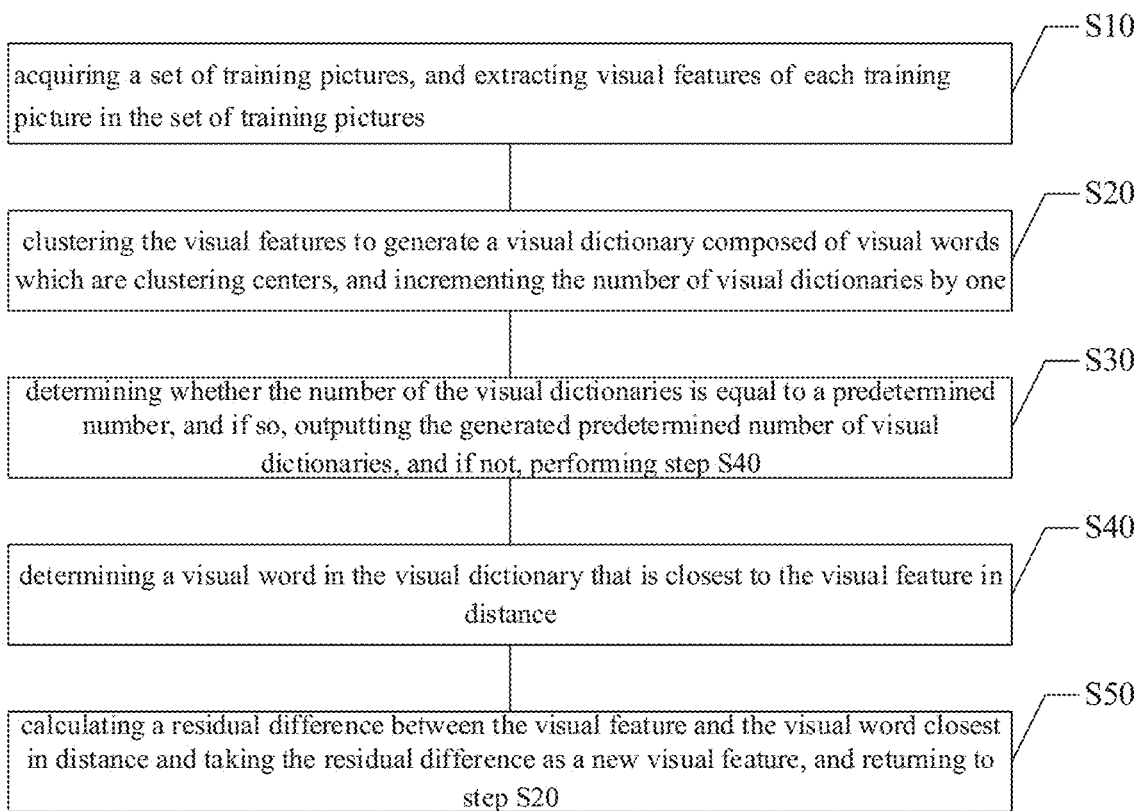 S10
acquiring a set of training pictures, and extracting visual features of each training
picture in the set of training pictures
S20
clustering the visual features to generate a visual dictionary composed of visual words
which are clustering centers, and incrementing the number of visual dictionaries by one
S30
determining whether the number of the visual dictionaries is equal to a predetermined
number, and if so, outputting the generated predetermined number of visual
dictionaries, and if not, performing step S40
S40
determining a visual word in the visual dictionary that is closest to the visual feature in
distance
S50
calculating a residual difference between the visual feature and the visual word closest
in distance and taking the residual difference as a new visual feature, and returning to
step S20